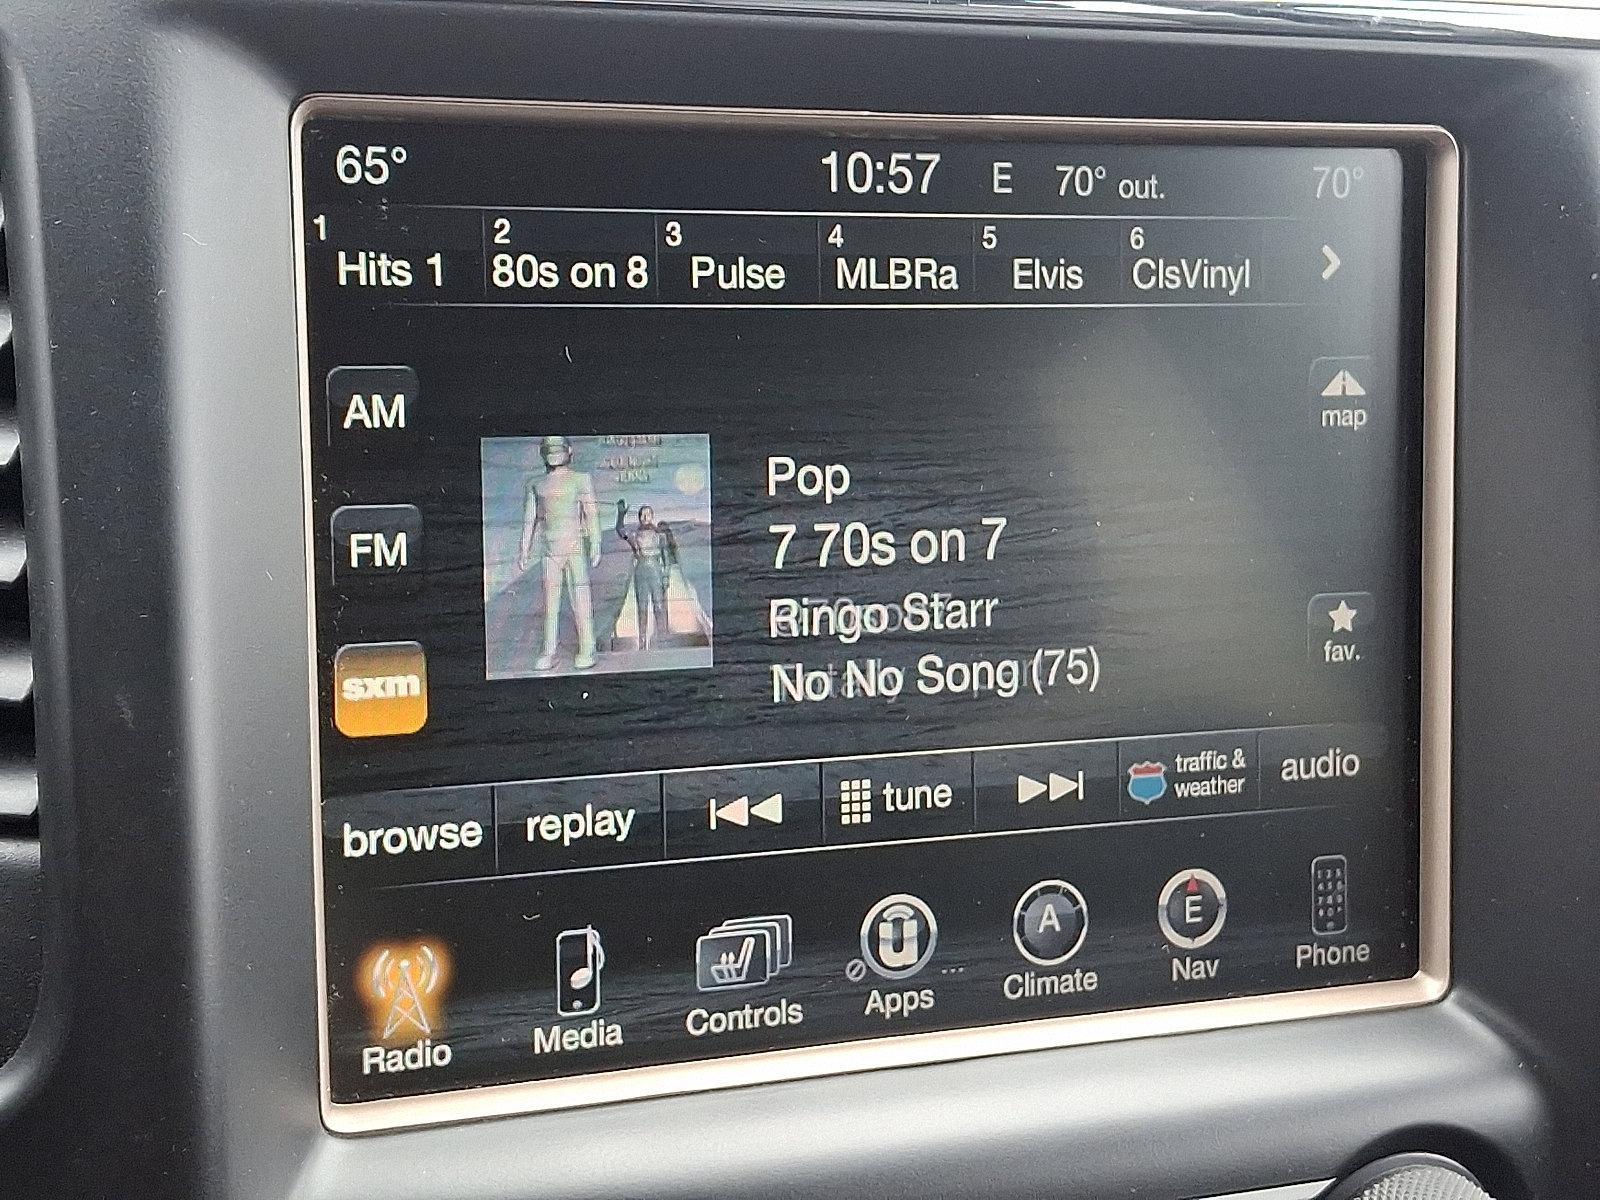 65° 10:57 E 70° out. 70°
1 2 3 4 5 6
Hits 1 80s on 8 Pulse MLBRa Elvis ClsVinyl
AM
map
Pop
FM
7 70s on 7
Ringo Starr
fav.
sxm
No No Song (75)
browse replay tune traffic & weather audio
A E
Radio Media Controls Apps Climate Nav Phone